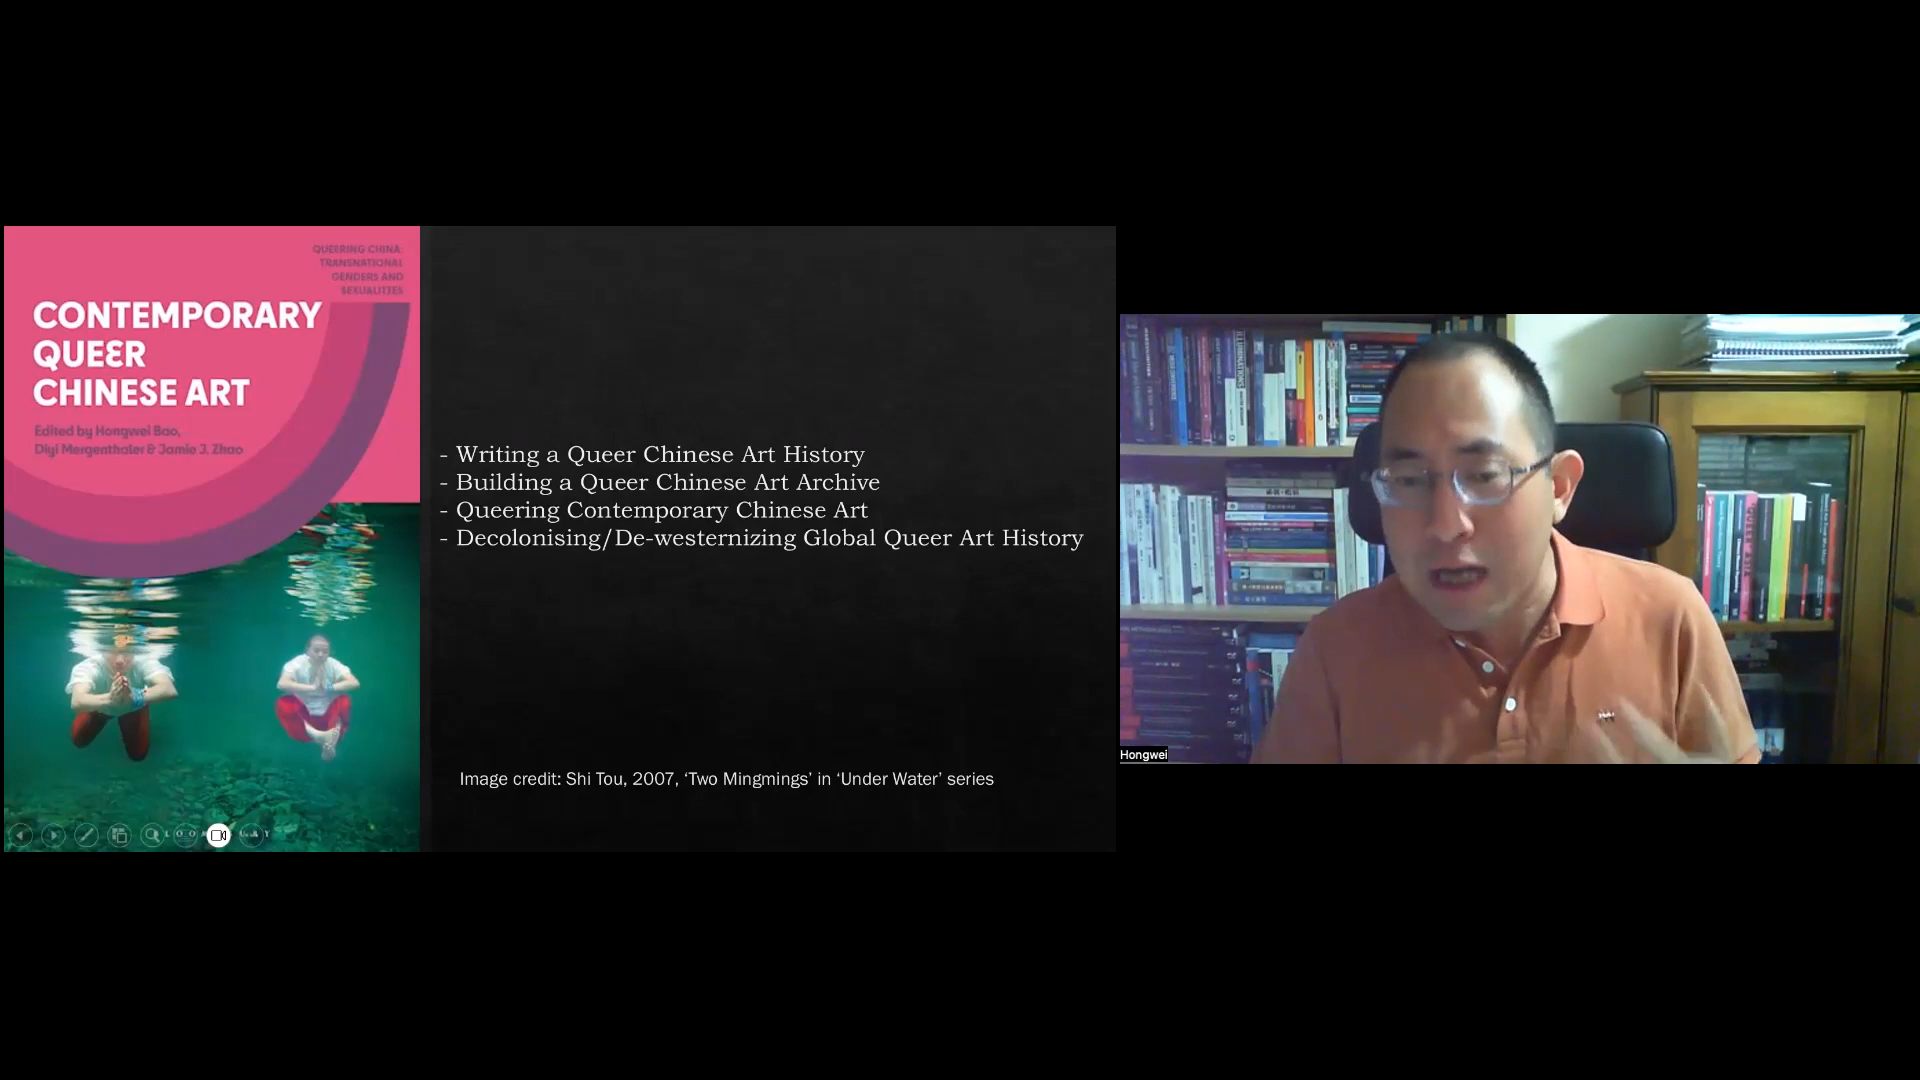 QUEERING CHINA:
TRANSNATIONAL
GENDERS AND
SEXUALITIES
CONTEMPORARY
QUEER
CHINESE ART
Edited by Hongwei Bao,
Diyi Mergenthaler & Jamie J. Zhao
- Writing a Queer Chinese Art History
- Building a Queer Chinese Art Archive
- Queering Contemporary Chinese Art
- Decolonising/De-westernizing Global Queer Art History
Image credit: Shi Tou, 2007, ‘Two Mingmings’ in ‘Under Water’ series
ILLUMINATIONS
Hongwei